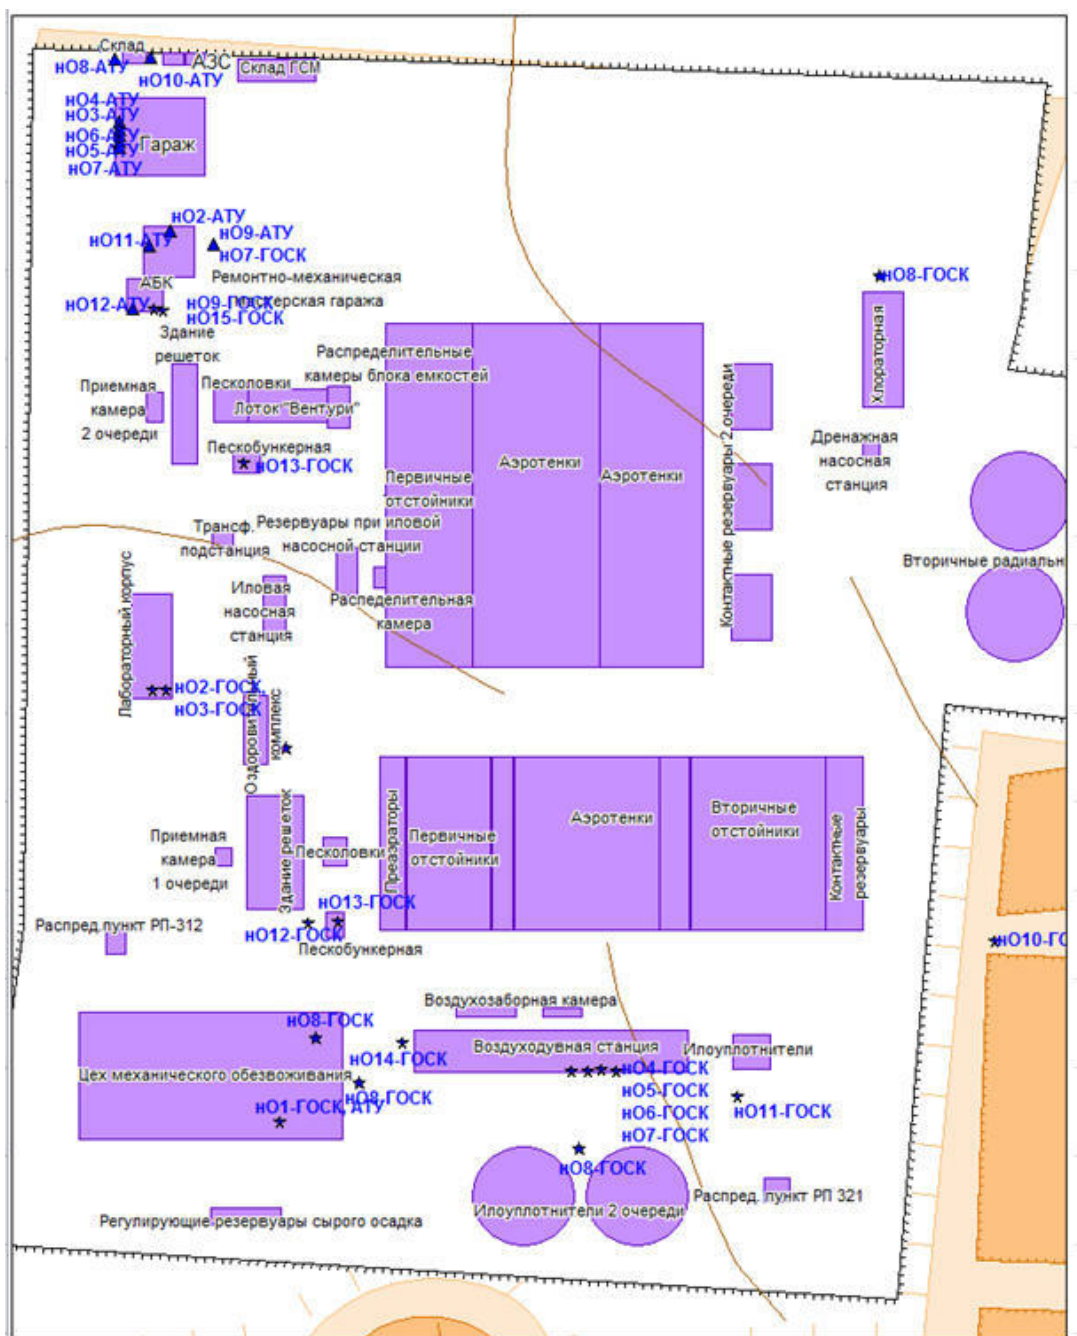 Склад
АЗС
Склад ГСМ
нО8-АТУ
нО10-АТУ
нО4-АТУ
нО3-АТУ
нО6-АТУ
нО5-АТУ
нО7-АТУ
Гараж
нО2-АТУ
нО11-АТУ
нО9-АТУ
нО7-ГОСК
АБК
Ремонтно-механическая
мастерская гаража
нО12-АТУ
нО9-ГОСК
нО15-ГОСК
нО8-ГОСК
Хлораторная
Здание
решеток
Приемная
камера
2 очереди
Песколовки
Лоток "Вентури"
Распределительные
камеры блока емкостей
Пескобункерная
нО13-ГОСК
Первичные
отстойники
Аэротенки
Аэротенки
Контактные резервуары 2 очереди
Дренажная
насосная
станция
Вторичные радиальн
Трансф.
подстанция
Резервуары при иловой
насосной станции
Распеделительная
камера
Иловая
насосная
станция
Лабораторный корпус
нО2-ГОСК,
нО3-ГОСК
Оздоровительный
комплекс
Здание решеток
Приемная
камера
1 очереди
Песколовки
Преаэраторы
Первичные
отстойники
Аэротенки
Вторичные
отстойники
Контактные
резервуары
нО13-ГОСК
нО12-ГОСК
Пескобункерная
Распред.пункт РП-312
нО10-ГО
Воздухозаборная камера
нО8-ГОСК
нО14-ГОСК
Воздуходувная станция
Илоуплотнители
Цех механического обезвоживания
нО8-ГОСК
нО1-ГОСК, АТУ
нО4-ГОСК
нО5-ГОСК
нО6-ГОСК
нО7-ГОСК
нО11-ГОСК
нО8-ГОСК
Илоуплотнители 2 очереди
Распред. пункт РП 321
Регулирующие резервуары сырого осадка